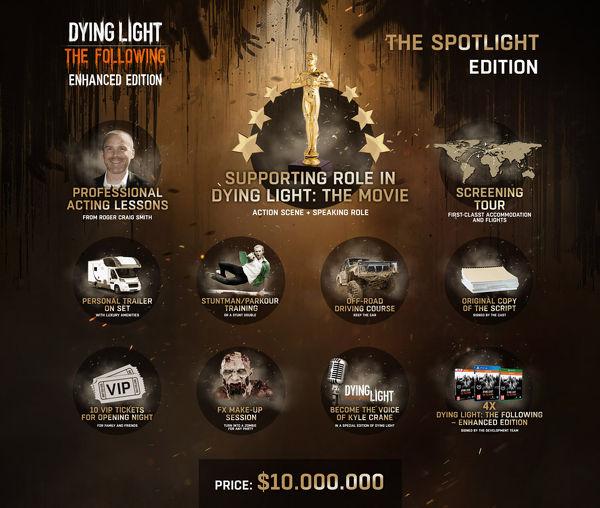 DYING LIGHT
THE FOLLOWING
ENHANCED EDITION
THE SPOTLIGHT
EDITION
SUPPORTING ROLE IN
DYING LIGHT: THE MOVIE
ACTION SCENE + SPEAKING ROLE
PROFESSIONAL
ACTING LESSONS
FROM ROGER CRAIG SMITH
SCREENING
TOUR
FIRST-CLASST ACCOMMODATION
AND FLIGHTS
PERSONAL TRAILER
ON SET
WITH LUXURY AMENITIES
STUNTMAN/PARKOUR
TRAINING
OR A STUNT DOUBLE
OFF-ROAD
DRIVING COURSE
KEEP THE CAR
ORIGINAL COPY
OF THE SCRIPT
SIGNED BY THE CAST
VIP
10 VIP TICKETS
FOR OPENING NIGHT
FOR FAMILY AND FRIENDS
FX MAKE-UP
SESSION
TURN INTO A ZOMBIE
FOR ANY PARTY
DYING LIGHT
BECOME THE VOICE
OF KYLE CRANE
IN A SPECIAL EDITION OF DYING LIGHT
4X
DYING LIGHT: THE FOLLOWING
– ENHANCED EDITION
SIGNED BY THE DEVELOPMENT TEAM
PRICE: $10.000.000